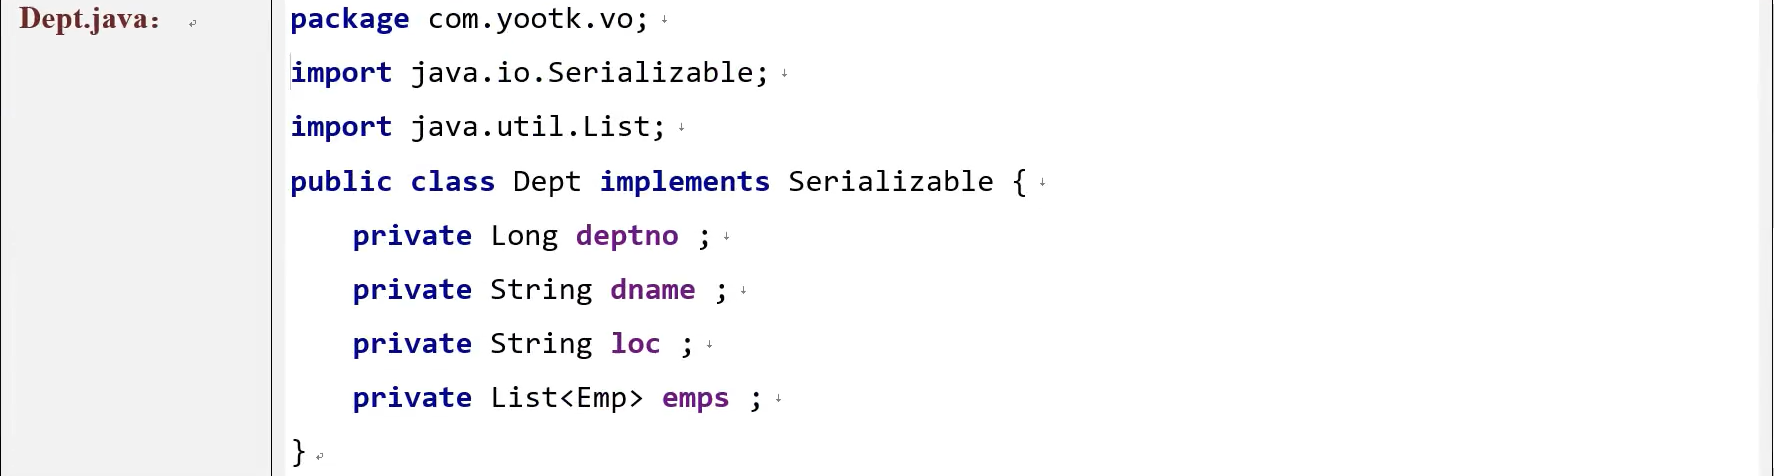 Dept.java：
package com.yootk.vo;
import java.io.Serializable;
import java.util.List;
public class Dept implements Serializable {
private Long deptno ;
private String dname ;
private String loc ;
private List<Emp> emps ;
}